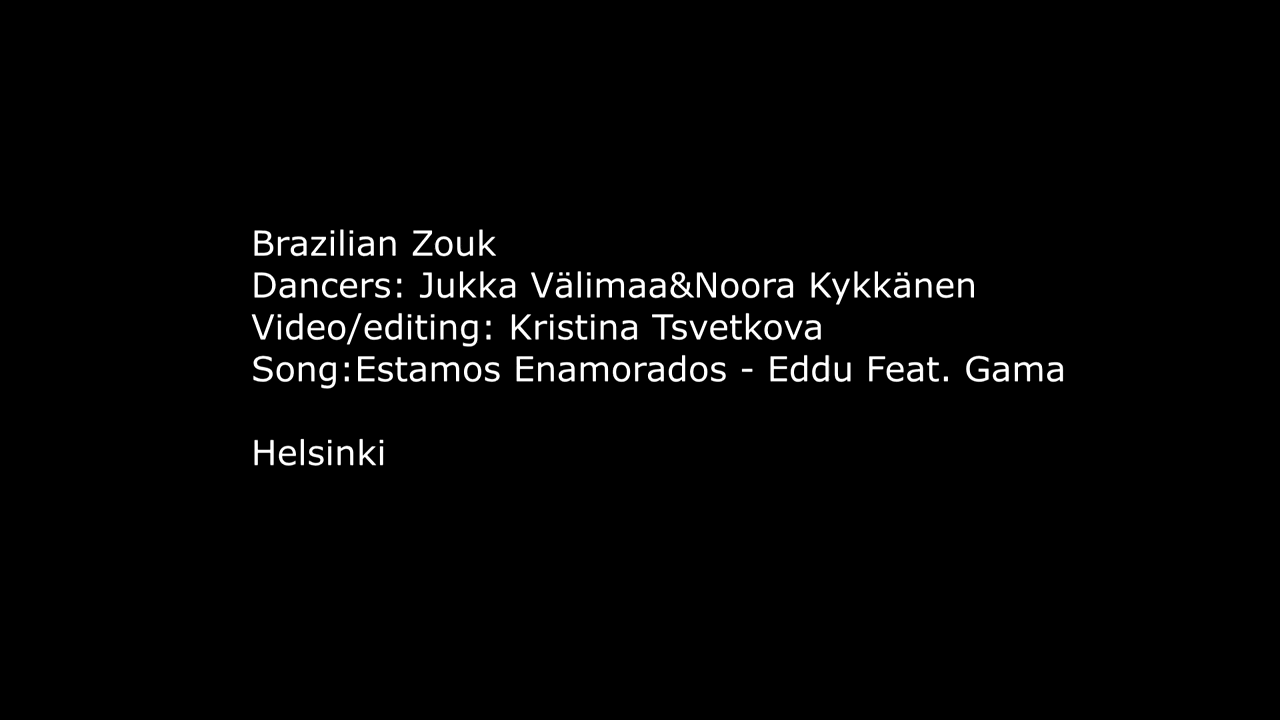 Brazilian Zouk
Dancers: Jukka Välimaa&Noora Kykkänen
Video/editing: Kristina Tsvetkova
Song:Estamos Enamorados - Eddu Feat. Gama
Helsinki